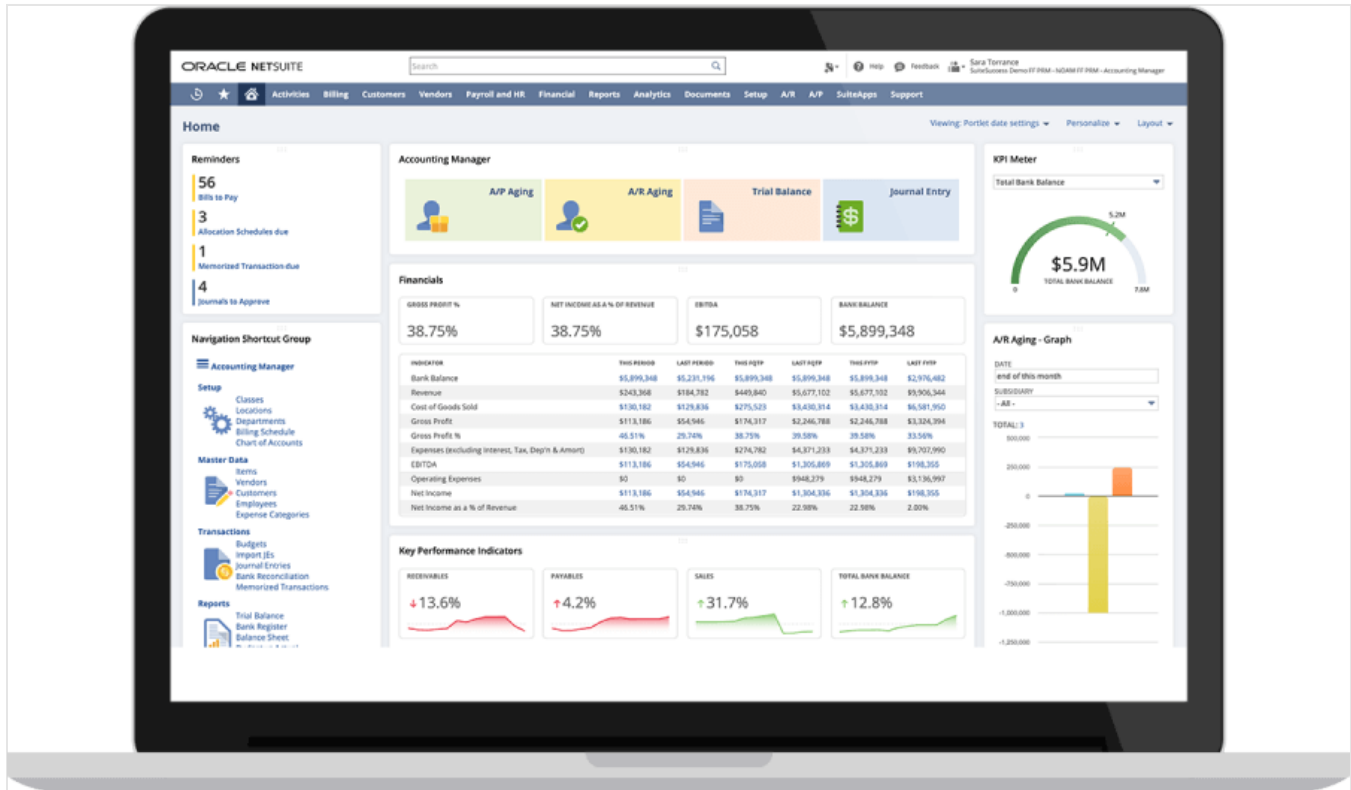 ORACLE NETSUITE
Search
Help
Feedback
Sara Torrance
SuiteSuccess Demo FF PRM - NOAM FF PRM - Accounting Manager
Activities Billing Customers Vendors Payroll and HR Financial Reports Analytics Documents Setup A/R A/P SuiteApps Support
Home
Viewing: Portlet date settings
Personalize
Layout
Reminders
56
Bills to Pay
3
Allocation Schedules due
1
Memorized Transaction due
4
Journals to Approve
Navigation Shortcut Group
Accounting Manager
Setup
Classes
Locations
Departments
Billing Schedule
Chart of Accounts
Master Data
Items
Vendors
Customers
Employees
Expense Categories
Transactions
Budgets
Import JEs
Journal Entries
Bank Reconciliation
Memorized Transactions
Reports
Trial Balance
Bank Register
Balance Sheet
Accounting Manager
A/P Aging
A/R Aging
Trial Balance
Journal Entry
Financials
GROSS PROFIT %
38.75%
NET INCOME AS A % OF REVENUE
38.75%
EBITDA
$175,058
BANK BALANCE
$5,899,348
INDICATOR THIS PERIOD LAST PERIOD THIS FQTP LAST FQTP THIS FYTP LAST FYTP
Bank Balance $5,899,348 $5,231,196 $5,899,348 $5,899,348 $5,899,348 $2,976,482
Revenue $243,368 $184,782 $449,840 $5,677,102 $5,677,102 $9,906,344
Cost of Goods Sold $130,182 $129,836 $275,523 $3,430,314 $3,430,314 $6,581,950
Gross Profit $113,186 $54,946 $174,317 $2,246,788 $2,246,788 $3,324,394
Gross Profit % 46.51% 29.74% 38.75% 39.58% 39.58% 33.56%
Expenses (excluding Interest, Tax, Dep'n & Amort) $130,182 $129,836 $274,782 $4,371,233 $4,371,233 $9,707,990
EBITDA $113,186 $54,946 $175,058 $1,305,869 $1,305,869 $198,355
Operating Expenses $0 $0 $0 $948,279 $948,279 $3,136,997
Net Income $113,186 $54,946 $174,317 $1,304,336 $1,304,336 $198,355
Net Income as a % of Revenue 46.51% 29.74% 38.75% 22.98% 22.98% 2.00%
Key Performance Indicators
RECEIVABLES
13.6%
PAYABLES
4.2%
SALES
31.7%
TOTAL BANK BALANCE
12.8%
KPI Meter
Total Bank Balance
5.2M
$5.9M
TOTAL BANK BALANCE
0
7.8M
A/R Aging - Graph
DATE
end of this month
SUBSIDIARY
- All -
TOTAL: 3
500,000
250,000
0
-250,000
-500,000
-750,000
-1,000,000
-1,250,000